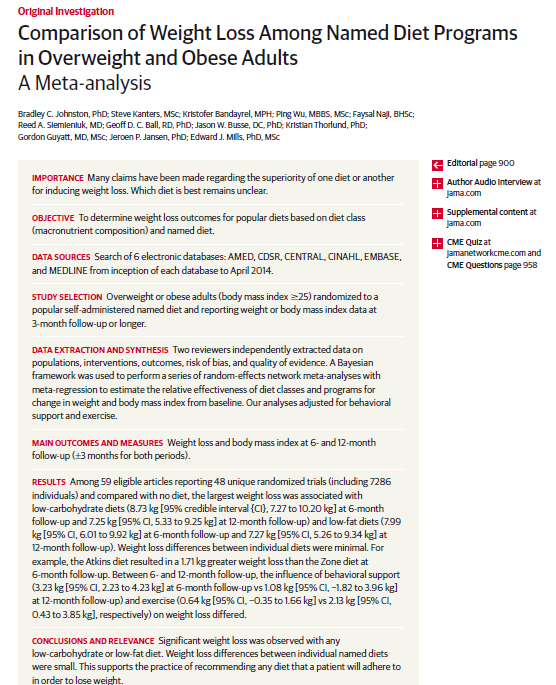 Original Investigation
Comparison of Weight Loss Among Named Diet Programs
in Overweight and Obese Adults
A Meta-analysis
Bradley C. Johnston, PhD; Steve Kanters, MSc; Kristofer Bandayrel, MPH; Ping Wu, MBBS, MSc; Faysal Naji, BHSc;
Reed A. Siemieniuk, MD; Geoff D. C. Ball, RD, PhD; Jason W. Busse, DC, PhD; Kristian Thorlund, PhD;
Gordon Guyatt, MD, MSc; Jeroen P. Jansen, PhD; Edward J. Mills, PhD, MSc
IMPORTANCE Many claims have been made regarding the superiority of one diet or another
for inducing weight loss. Which diet is best remains unclear.
OBJECTIVE To determine weight loss outcomes for popular diets based on diet class
(macronutrient composition) and named diet.
DATA SOURCES Search of 6 electronic databases: AMED, CDSR, CENTRAL, CINAHL, EMBASE,
and MEDLINE from inception of each database to April 2014.
STUDY SELECTION Overweight or obese adults (body mass index ≥25) randomized to a
popular self-administered named diet and reporting weight or body mass index data at
3-month follow-up or longer.
DATA EXTRACTION AND SYNTHESIS Two reviewers independently extracted data on
populations, interventions, outcomes, risk of bias, and quality of evidence. A Bayesian
framework was used to perform a series of random-effects network meta-analyses with
meta-regression to estimate the relative effectiveness of diet classes and programs for
change in weight and body mass index from baseline. Our analyses adjusted for behavioral
support and exercise.
MAIN OUTCOMES AND MEASURES Weight loss and body mass index at 6- and 12-month
follow-up (±3 months for both periods).
RESULTS Among 59 eligible articles reporting 48 unique randomized trials (including 7286
individuals) and compared with no diet, the largest weight loss was associated with
low-carbohydrate diets (8.73 kg [95% credible interval {CI}, 7.27 to 10.20 kg] at 6-month
follow-up and 7.25 kg [95% CI, 5.33 to 9.25 kg] at 12-month follow-up) and low-fat diets (7.99
kg [95% CI, 6.01 to 9.92 kg] at 6-month follow-up and 7.27 kg [95% CI, 5.26 to 9.34 kg] at
12-month follow-up). Weight loss differences between individual diets were minimal. For
example, the Atkins diet resulted in a 1.71 kg greater weight loss than the Zone diet at
6-month follow-up. Between 6- and 12-month follow-up, the influence of behavioral support
(3.23 kg [95% CI, 2.23 to 4.23 kg] at 6-month follow-up vs 1.08 kg [95% CI, −1.82 to 3.96 kg]
at 12-month follow-up) and exercise (0.64 kg [95% CI, −0.35 to 1.66 kg] vs 2.13 kg [95% CI,
0.43 to 3.85 kg], respectively) on weight loss differed.
CONCLUSIONS AND RELEVANCE Significant weight loss was observed with any
low-carbohydrate or low-fat diet. Weight loss differences between individual named diets
were small. This supports the practice of recommending any diet that a patient will adhere to
in order to lose weight.
Editorial page 900
Author Audio Interview at
jama.com
Supplemental content at
jama.com
CME Quiz at
jamanetworkcme.com and
CME Questions page 958